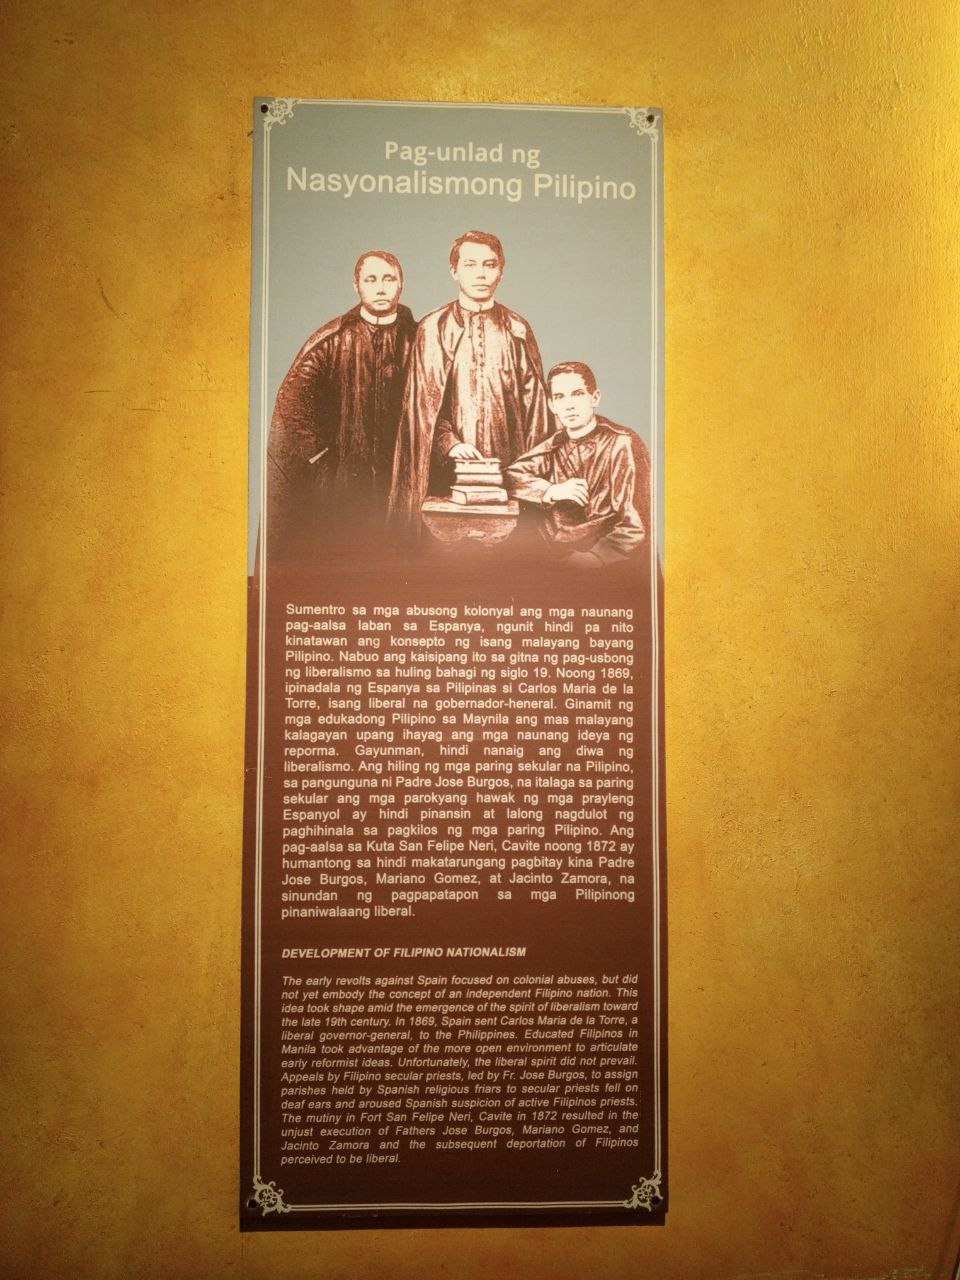 Pag-unlad ng
Nasyonalismong Pilipino
Sumentro sa mga abusong kolonyal ang mga naunang
pag-aalsa laban sa Espanya, ngunit hindi pa nito
kinatawan ang konsepto ng isang malayang bayang
Pilipino. Nabuo ang kaisipang ito sa gitna ng pag-usbong
ng liberalismo sa huling bahagi ng siglo 19. Noong 1869,
ipinadala ng Espanya sa Pilipinas si Carlos Maria de la
Torre, isang liberal na gobernador-heneral. Ginamit ng
mga edukadong Pilipino sa Maynila ang mas malayang
kalagayan upang ihayag ang mga naunang ideya ng
reporma. Gayunman, hindi nanaig ang diwa ng
liberalismo. Ang hiling ng mga paring sekular na Pilipino,
sa pangunguna ni Padre Jose Burgos, na italaga sa paring
sekular ang mga parokyang hawak ng mga prayleng
Espanyol ay hindi pinansin at lalong nagdulot ng
paghihinala sa pagkilos ng mga paring Pilipino. Ang
pag-aalsa sa Kuta San Felipe Neri, Cavite noong 1872 ay
humantong sa hindi makatarungang pagbitay kina Padre
Jose Burgos, Mariano Gomez, at Jacinto Zamora, na
sinundan ng pagpapatapon sa mga Pilipinong
pinaniwalaang liberal.
DEVELOPMENT OF FILIPINO NATIONALISM
The early revolts against Spain focused on colonial abuses, but did
not yet embody the concept of an independent Filipino nation. This
idea took shape amid the emergence of the spirit of liberalism toward
the late 19th century. In 1869, Spain sent Carlos Maria de la Torre, a
liberal governor-general, to the Philippines. Educated Filipinos in
Manila took advantage of the more open environment to articulate
early reformist ideas. Unfortunately, the liberal spirit did not prevail.
Appeals by Filipino secular priests, led by Fr. Jose Burgos, to assign
parishes held by Spanish religious friars to secular priests fell on
deaf ears and aroused Spanish suspicion of active Filipinos priests.
The mutiny in Fort San Felipe Neri, Cavite in 1872 resulted in the
unjust execution of Fathers Jose Burgos, Mariano Gomez, and
Jacinto Zamora and the subsequent deportation of Filipinos
perceived to be liberal.